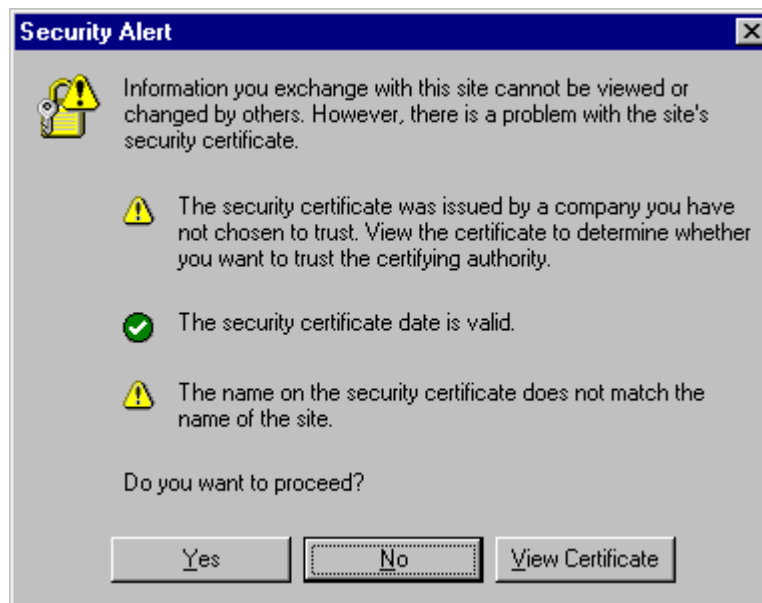 Security Alert
Information you exchange with this site cannot be viewed or
changed by others. However, there is a problem with the site's
security certificate.
The security certificate was issued by a company you have
not chosen to trust. View the certificate to determine whether
you want to trust the certifying authority.
The security certificate date is valid.
The name on the security certificate does not match the
name of the site.
Do you want to proceed?
Yes
No
View Certificate